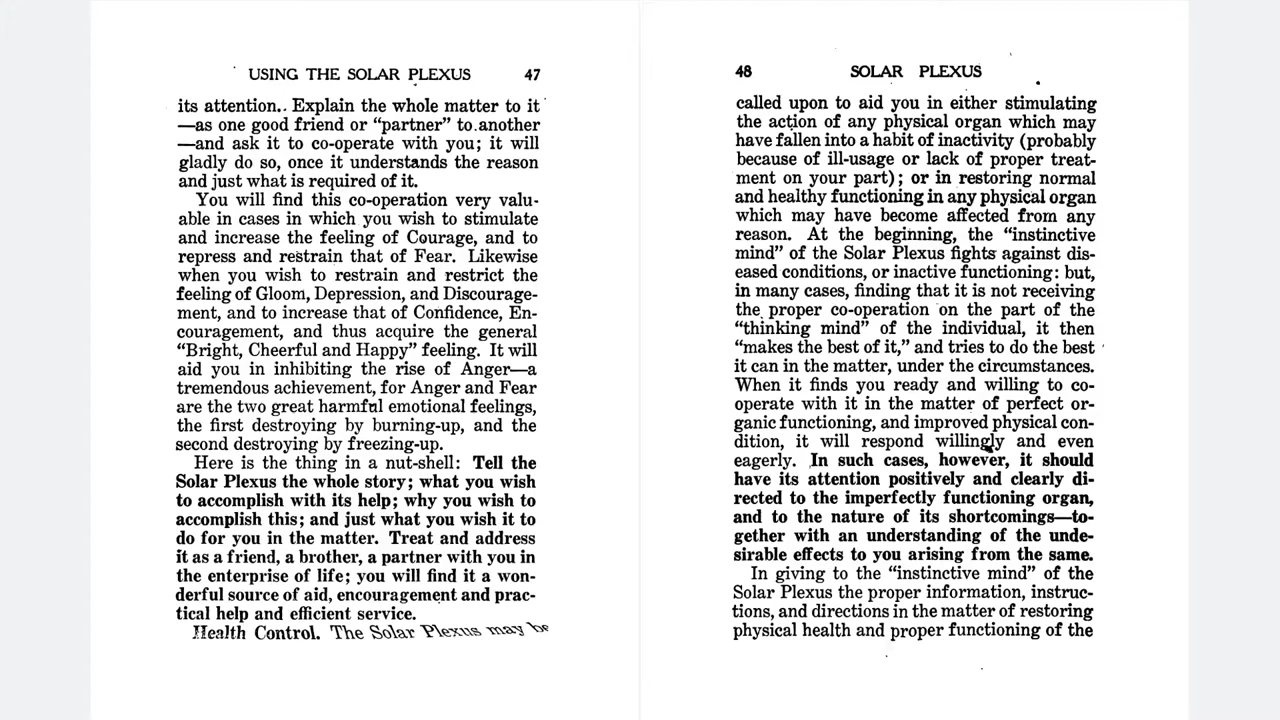 USING THE SOLAR PLEXUS 47
its attention.. Explain the whole matter to it
—as one good friend or “partner” to another
—and ask it to co-operate with you; it will
gladly do so, once it understands the reason
and just what is required of it.
You will find this co-operation very valu-
able in cases in which you wish to stimulate
and increase the feeling of Courage, and to
repress and restrain that of Fear. Likewise
when you wish to restrain and restrict the
feeling of Gloom, Depression, and Discourage-
ment, and to increase that of Confidence, En-
couragement, and thus acquire the general
“Bright, Cheerful and Happy” feeling. It will
aid you in inhibiting the rise of Anger—a
tremendous achievement, for Anger and Fear
are the two great harmful emotional feelings,
the first destroying by burning-up, and the
second destroying by freezing-up.
Here is the thing in a nut-shell: Tell the
Solar Plexus the whole story; what you wish
to accomplish with its help; why you wish to
accomplish this; and just what you wish it to
do for you in the matter. Treat and address
it as a friend, a brother, a partner with you in
the enterprise of life; you will find it a won-
derful source of aid, encouragement and prac-
tical help and efficient service.
Health Control. The Solar Plexus may be
48 SOLAR PLEXUS
called upon to aid you in either stimulating
the action of any physical organ which may
have fallen into a habit of inactivity (probably
because of ill-usage or lack of proper treat-
ment on your part); or in restoring normal
and healthy functioning in any physical organ
which may have become affected from any
reason. At the beginning, the “instinctive
mind” of the Solar Plexus fights against dis-
eased conditions, or inactive functioning: but,
in many cases, finding that it is not receiving
the proper co-operation on the part of the
“thinking mind” of the individual, it then
“makes the best of it,” and tries to do the best
it can in the matter, under the circumstances.
When it finds you ready and willing to co-
operate with it in the matter of perfect or-
ganic functioning, and improved physical con-
dition, it will respond willingly and even
eagerly. In such cases, however, it should
have its attention positively and clearly di-
rected to the imperfectly functioning organ,
and to the nature of its shortcomings—to-
gether with an understanding of the unde-
sirable effects to you arising from the same.
In giving to the “instinctive mind” of the
Solar Plexus the proper information, instruc-
tions, and directions in the matter of restoring
physical health and proper functioning of the